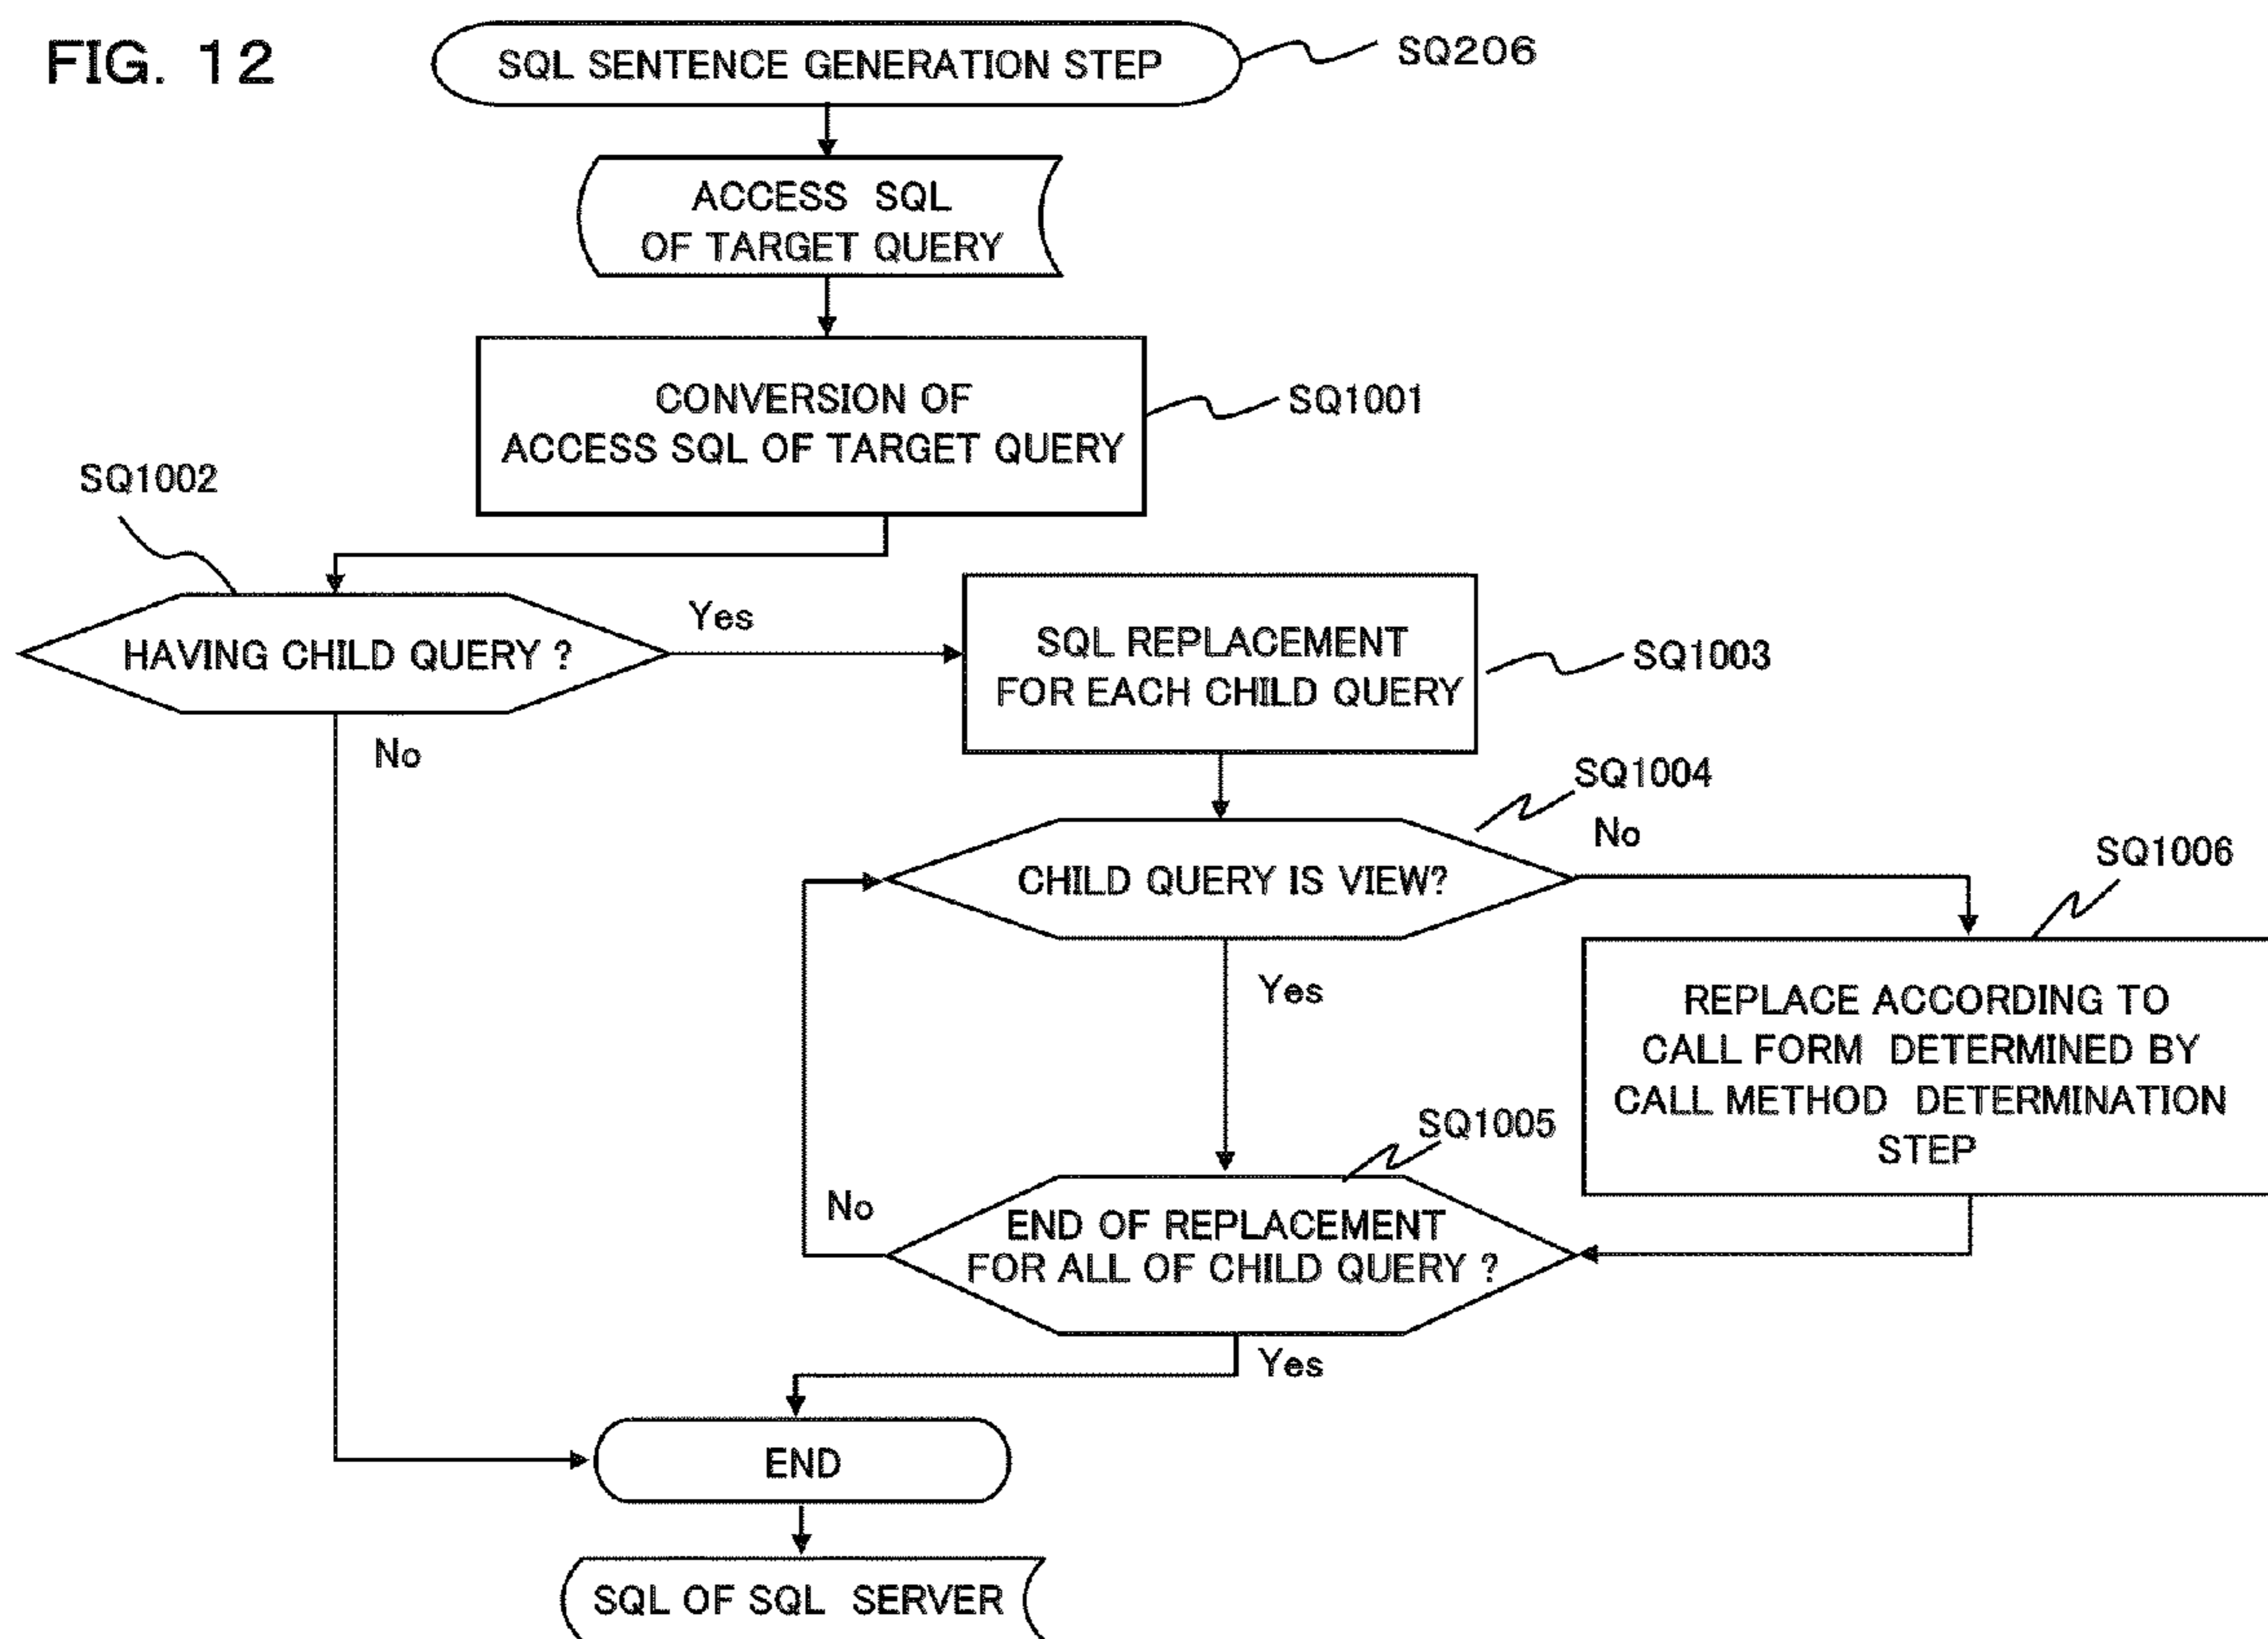 FIG. 12
SQL SENTENCE GENERATION STEP
SQ206
ACCESS SQL
OF TARGET QUERY
CONVERSION OF
ACCESS SQL OF TARGET QUERY
SQ1001
SQ1002
HAVING CHILD QUERY ?
Yes
No
SQL REPLACEMENT
FOR EACH CHILD QUERY
SQ1003
SQ1004
CHILD QUERY IS VIEW?
No
Yes
SQ1006
REPLACE ACCORDING TO
CALL FORM DETERMINED BY
CALL METHOD DETERMINATION
STEP
SQ1005
END OF REPLACEMENT
FOR ALL OF CHILD QUERY ?
No
Yes
END
SQL OF SQL SERVER